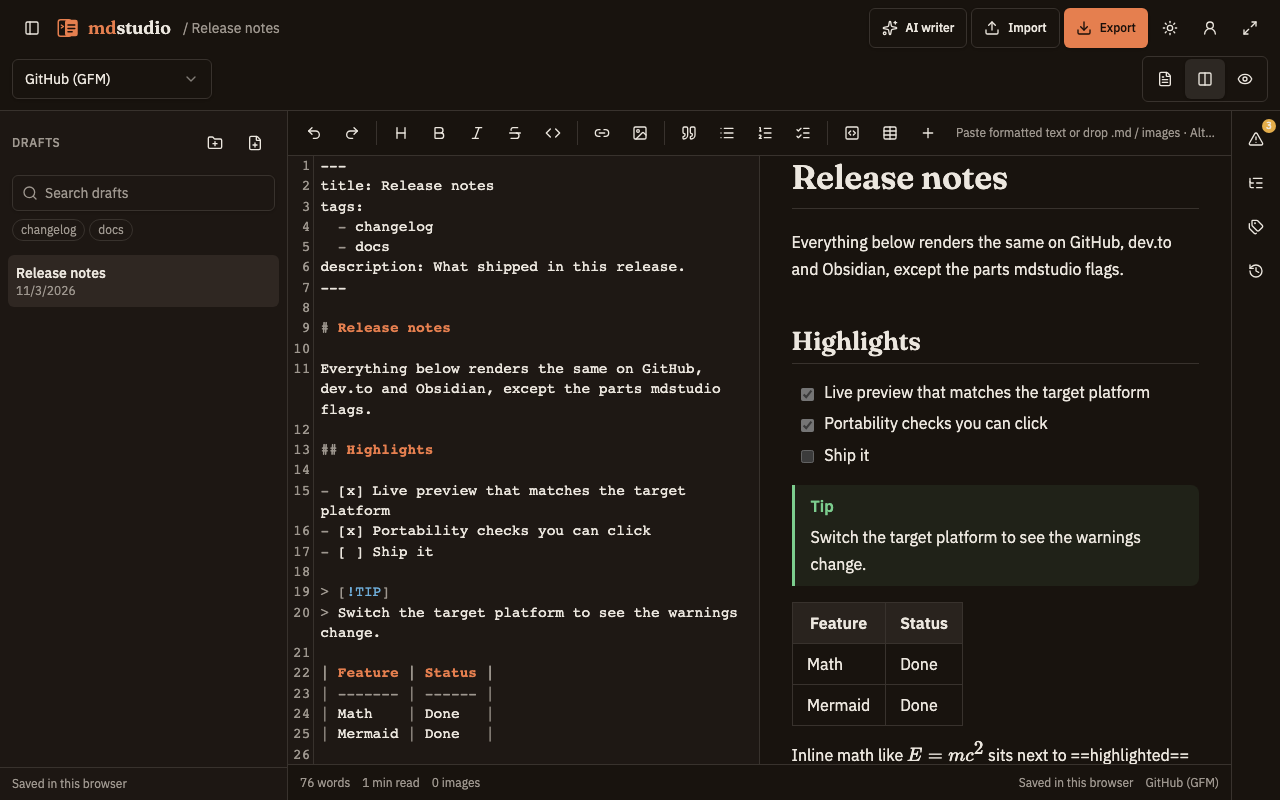 mdstudio / Release notes
AI writer
Import
Export
GitHub (GFM)
DRAFTS
Search drafts
changelog docs
Release notes
11/3/2026
Saved in this browser
Paste formatted text or drop .md / images · Alt…
3
1 ---
2 title: Release notes
3 tags:
4   - changelog
5   - docs
6 description: What shipped in this release.
7 ---
8
9 # Release notes
10
11 Everything below renders the same on GitHub,
dev.to and Obsidian, except the parts mdstudio
flags.
12
13 ## Highlights
14
15 - [x] Live preview that matches the target
platform
16 - [x] Portability checks you can click
17 - [ ] Ship it
18
19 > [!TIP]
20 > Switch the target platform to see the warnings
change.
21
22 | Feature | Status |
23 | ------- | ------ |
24 | Math    | Done   |
25 | Mermaid | Done   |
26
Release notes
Everything below renders the same on GitHub, dev.to
and Obsidian, except the parts mdstudio flags.
Highlights
Live preview that matches the target platform
Portability checks you can click
Ship it
Tip
Switch the target platform to see the warnings
change.
Feature Status
Math Done
Mermaid Done
Inline math like E = mc² sits next to ==highlighted==
76 words 1 min read 0 images
Saved in this browser GitHub (GFM)